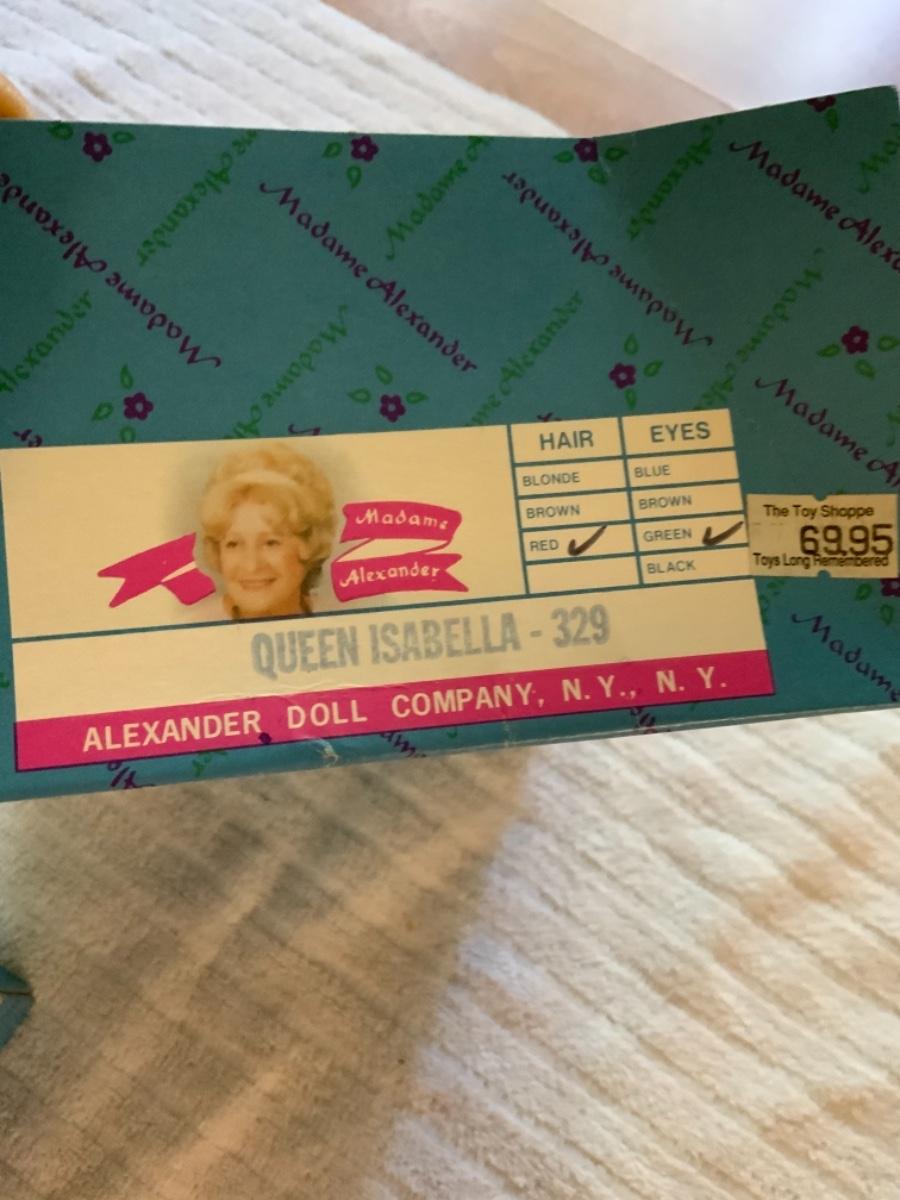 Madame Alexander
Madame Alexander
Madame Alexander
Madame Alexander
Madame Alexander
HAIR
EYES
BLONDE
BLUE
BROWN
BROWN
RED ✓
GREEN ✓
BLACK
Madame
Alexander
The Toy Shoppe
69.95
Toys Long Remembered
QUEEN ISABELLA - 329
ALEXANDER DOLL COMPANY, N.Y., N.Y.
Madame